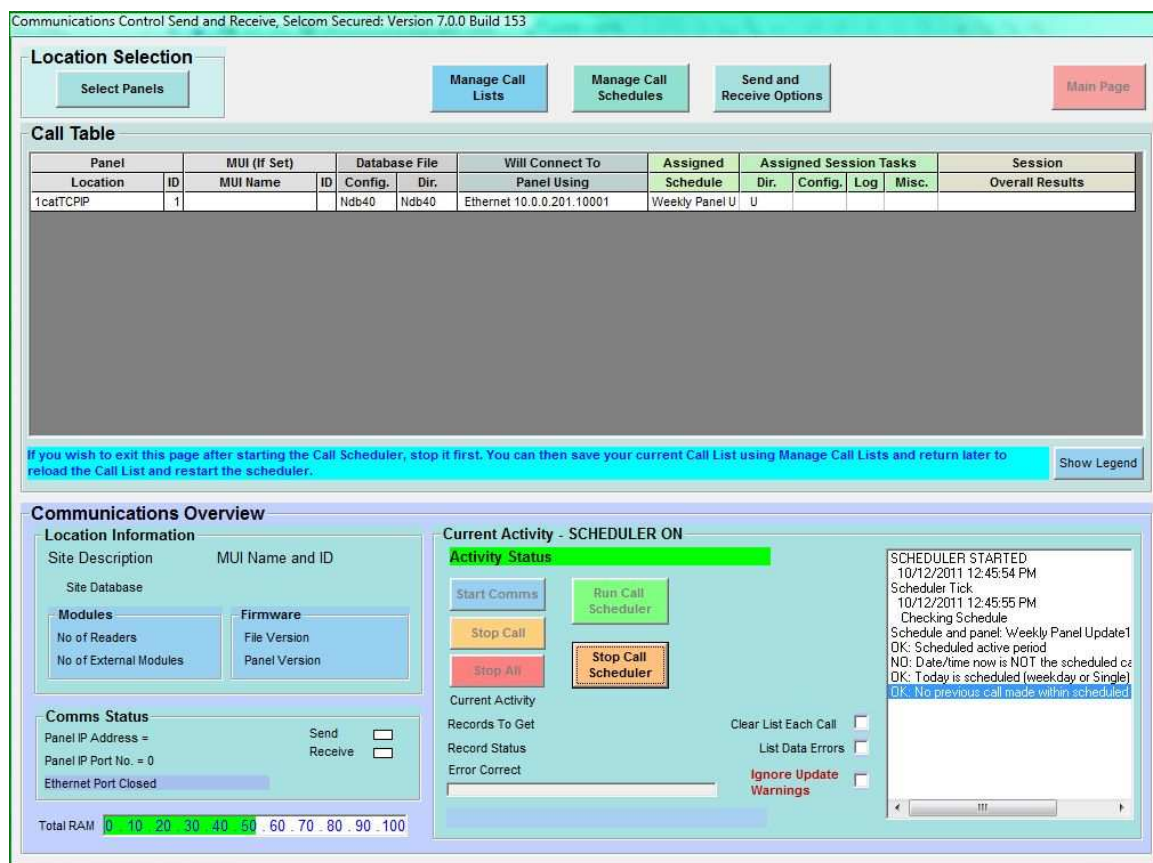 Communications Control Send and Receive, Selcom Secured: Version 7.0.0 Build 153
Location Selection
Select Panels
Manage Call
Lists
Manage Call
Schedules
Send and
Receive Options
Main Page
Call Table
Panel MUI (If Set) Database File Will Connect To Assigned Assigned Session Tasks Session
Location ID MUI Name ID Config. Dir. Panel Using Schedule Dir. Config. Log Misc. Overall Results
1catTCPIP 1 Ndb40 Ndb40 Ethernet 10.0.0.201.10001 Weekly Panel U U
If you wish to exit this page after starting the Call Scheduler, stop it first. You can then save your current Call List using Manage Call Lists and return later to
reload the Call List and restart the scheduler.
Show Legend
Communications Overview
Location Information
Site Description MUI Name and ID
Site Database
Modules
No of Readers
No of External Modules
Firmware
File Version
Panel Version
Comms Status
Panel IP Address =
Panel IP Port No. = 0
Ethernet Port Closed
Send
Receive
Total RAM 0 . 10 . 20 . 30 . 40 . 50 . 60 . 70 . 80 . 90 . 100
Current Activity - SCHEDULER ON
Activity Status
Start Comms
Run Call
Scheduler
Stop Call
Stop All
Stop Call
Scheduler
Current Activity
Records To Get
Record Status
Error Correct
Clear List Each Call
List Data Errors
Ignore Update
Warnings
SCHEDULER STARTED
10/12/2011 12:45:54 PM
Scheduler Tick
10/12/2011 12:45:55 PM
Checking Schedule
Schedule and panel: Weekly Panel Update1
OK: Scheduled active period
NO: Date/time now is NOT the scheduled ca
OK: Today is scheduled (weekday or Single)
OK: No previous call made within scheduled